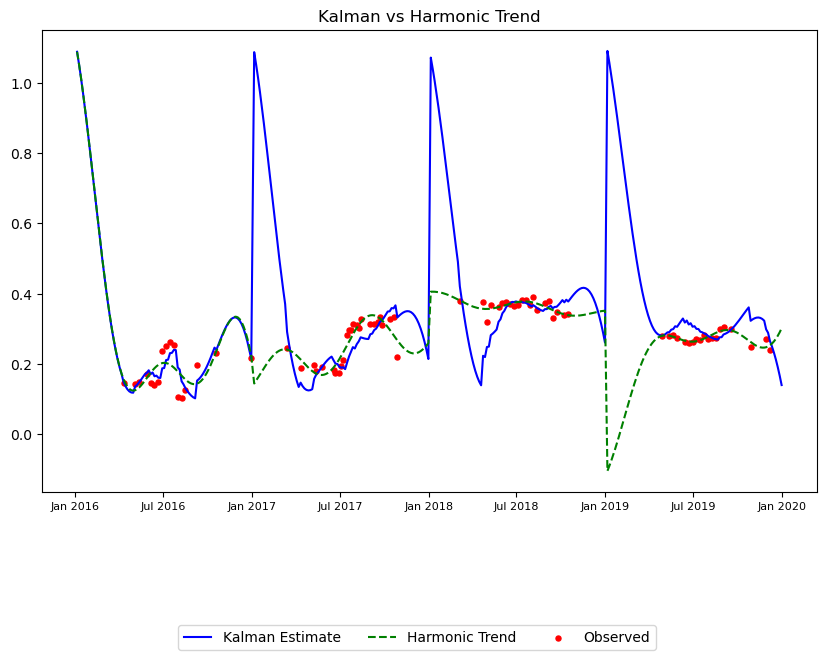 Kalman vs Harmonic Trend
1.0
0.8
0.6
0.4
0.2
0.0
Jan 2016 Jul 2016 Jan 2017 Jul 2017 Jan 2018 Jul 2018 Jan 2019 Jul 2019 Jan 2020
Kalman Estimate Harmonic Trend Observed